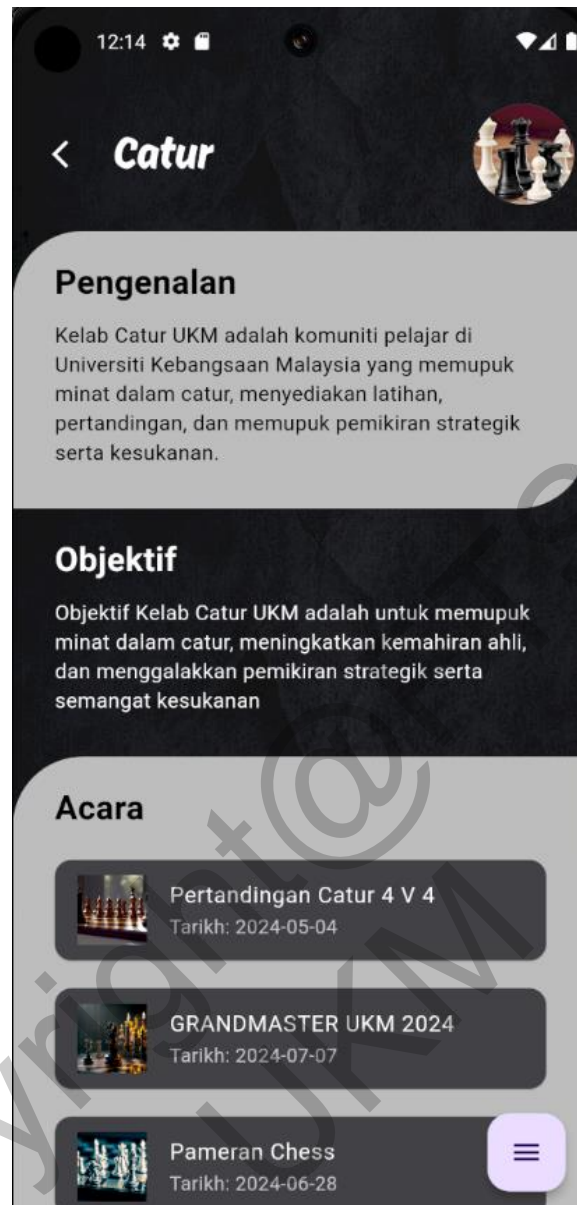 12:14
Catur
Pengenalan
Kelab Catur UKM adalah komuniti pelajar di
Universiti Kebangsaan Malaysia yang memupuk
minat dalam catur, menyediakan latihan,
pertandingan, dan memupuk pemikiran strategik
serta kesukanan.
Objektif
Objektif Kelab Catur UKM adalah untuk memupuk
minat dalam catur, meningkatkan kemahiran ahli,
dan menggalakkan pemikiran strategik serta
semangat kesukanan
Acara
Pertandingan Catur 4 V 4
Tarikh: 2024-05-04
GRANDMASTER UKM 2024
Tarikh: 2024-07-07
Pameran Chess
Tarikh: 2024-06-28
UKM